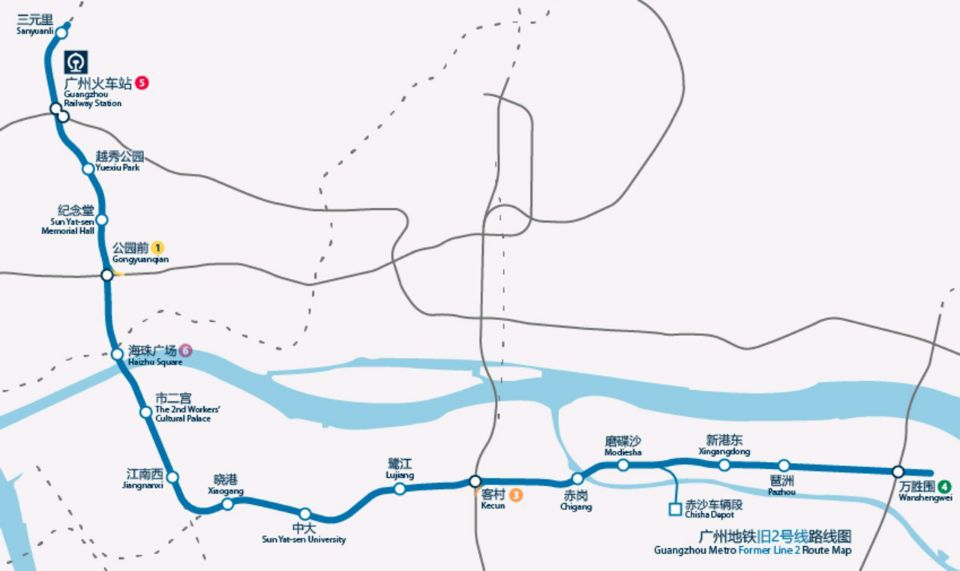 三元里
Sanyuanli
广州火车站 5
Guangzhou
Railway Station
越秀公园
Yuexiu Park
纪念堂
Sun Yat-sen
Memorial Hall
公园前 1
Gongyuanqian
海珠广场 6
Haizhu Square
市二宫
The 2nd Workers'
Cultural Palace
江南西
Jiangnanxi
晓港
Xiaogang
中大
Sun Yat-sen University
鹭江
Lujiang
客村 3
Kecun
赤岗
Chigang
磨碟沙
Modiesha
赤沙车辆段
Chisha Depot
新港东
Xingangdong
琶洲
Pazhou
万胜围 4
Wanshengwei
广州地铁旧2号线路线图
Guangzhou Metro Former Line 2 Route Map